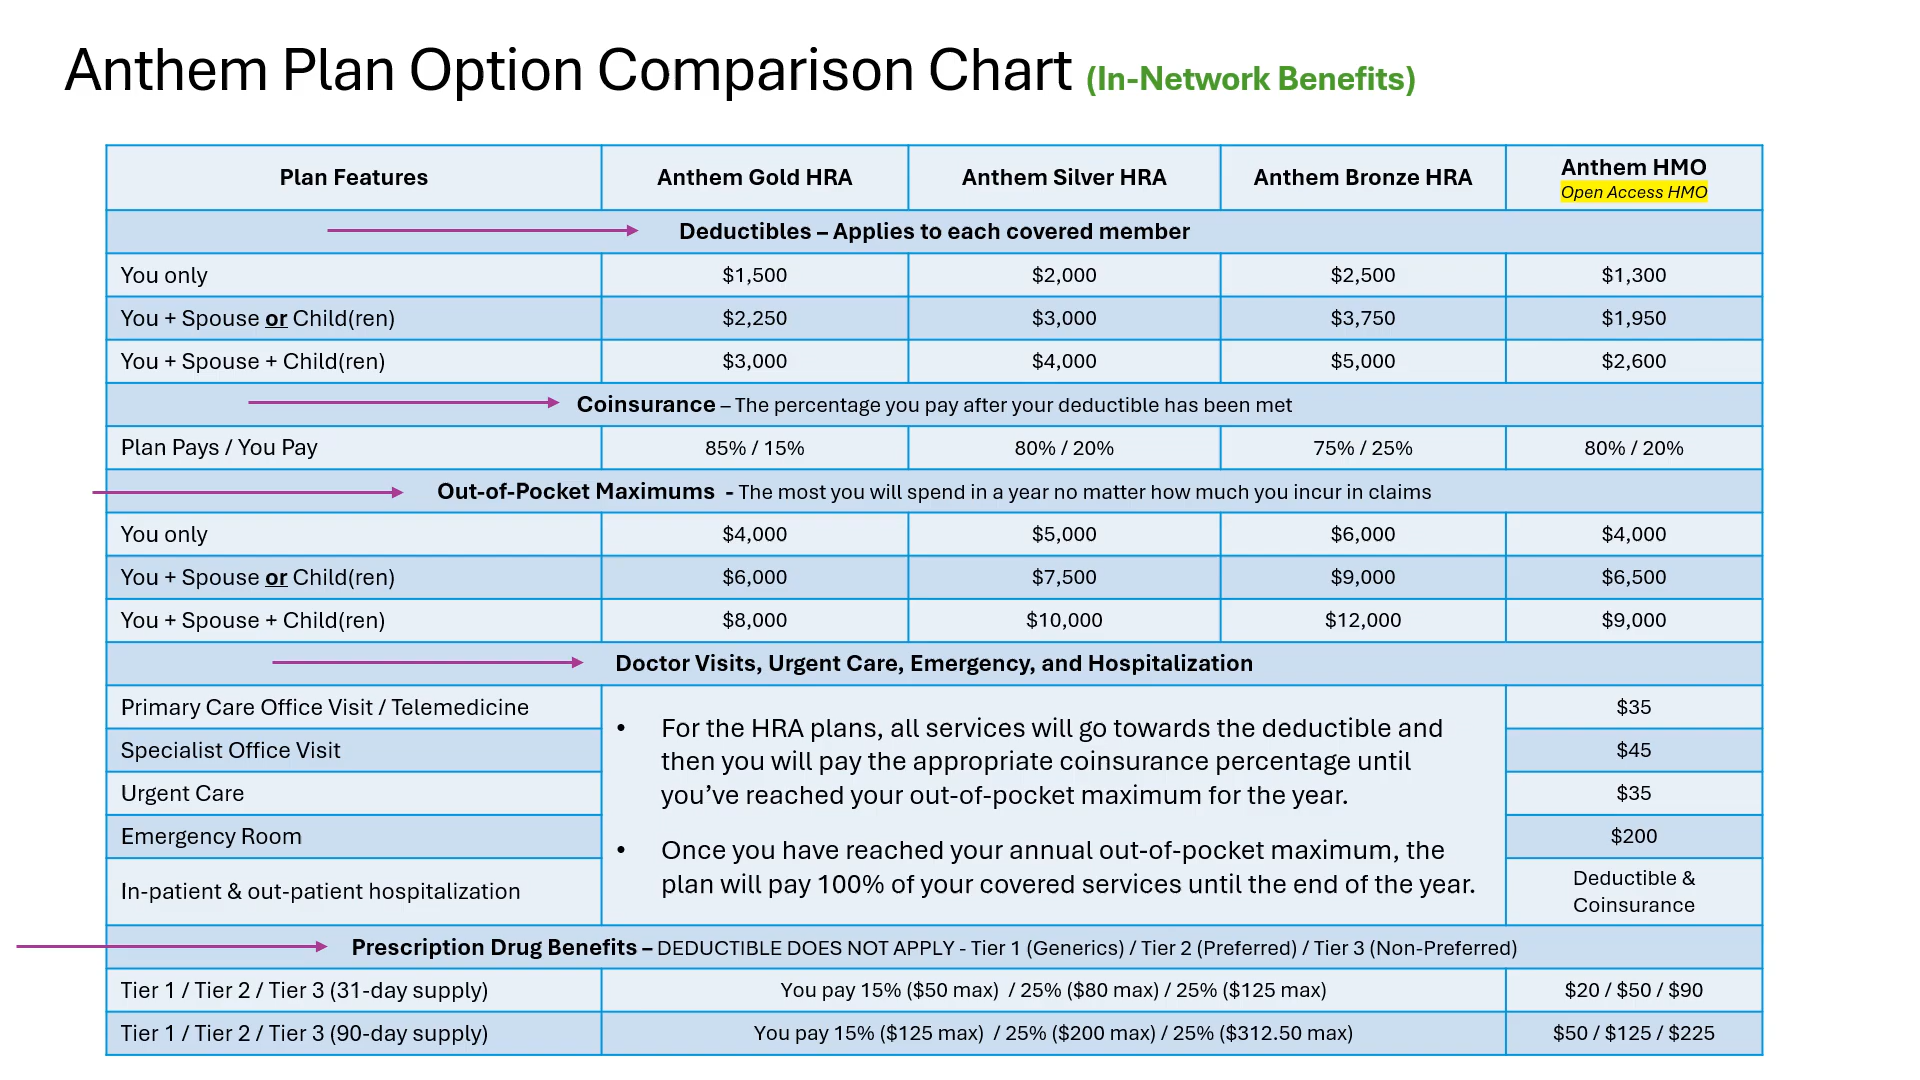 Anthem Plan Option Comparison Chart (In-Network Benefits)
Plan Features Anthem Gold HRA Anthem Silver HRA Anthem Bronze HRA Anthem HMO
Open Access HMO
Deductibles – Applies to each covered member
You only $1,500 $2,000 $2,500 $1,300
You + Spouse or Child(ren) $2,250 $3,000 $3,750 $1,950
You + Spouse + Child(ren) $3,000 $4,000 $5,000 $2,600
Coinsurance – The percentage you pay after your deductible has been met
Plan Pays / You Pay 85% / 15% 80% / 20% 75% / 25% 80% / 20%
Out-of-Pocket Maximums - The most you will spend in a year no matter how much you incur in claims
You only $4,000 $5,000 $6,000 $4,000
You + Spouse or Child(ren) $6,000 $7,500 $9,000 $6,500
You + Spouse + Child(ren) $8,000 $10,000 $12,000 $9,000
Doctor Visits, Urgent Care, Emergency, and Hospitalization
Primary Care Office Visit / Telemedicine $35
Specialist Office Visit $45
Urgent Care $35
Emergency Room $200
In-patient & out-patient hospitalization Deductible &
Coinsurance
• For the HRA plans, all services will go towards the deductible and
then you will pay the appropriate coinsurance percentage until
you’ve reached your out-of-pocket maximum for the year.
• Once you have reached your annual out-of-pocket maximum, the
plan will pay 100% of your covered services until the end of the year.
Prescription Drug Benefits – DEDUCTIBLE DOES NOT APPLY - Tier 1 (Generics) / Tier 2 (Preferred) / Tier 3 (Non-Preferred)
Tier 1 / Tier 2 / Tier 3 (31-day supply) You pay 15% ($50 max) / 25% ($80 max) / 25% ($125 max) $20 / $50 / $90
Tier 1 / Tier 2 / Tier 3 (90-day supply) You pay 15% ($125 max) / 25% ($200 max) / 25% ($312.50 max) $50 / $125 / $225